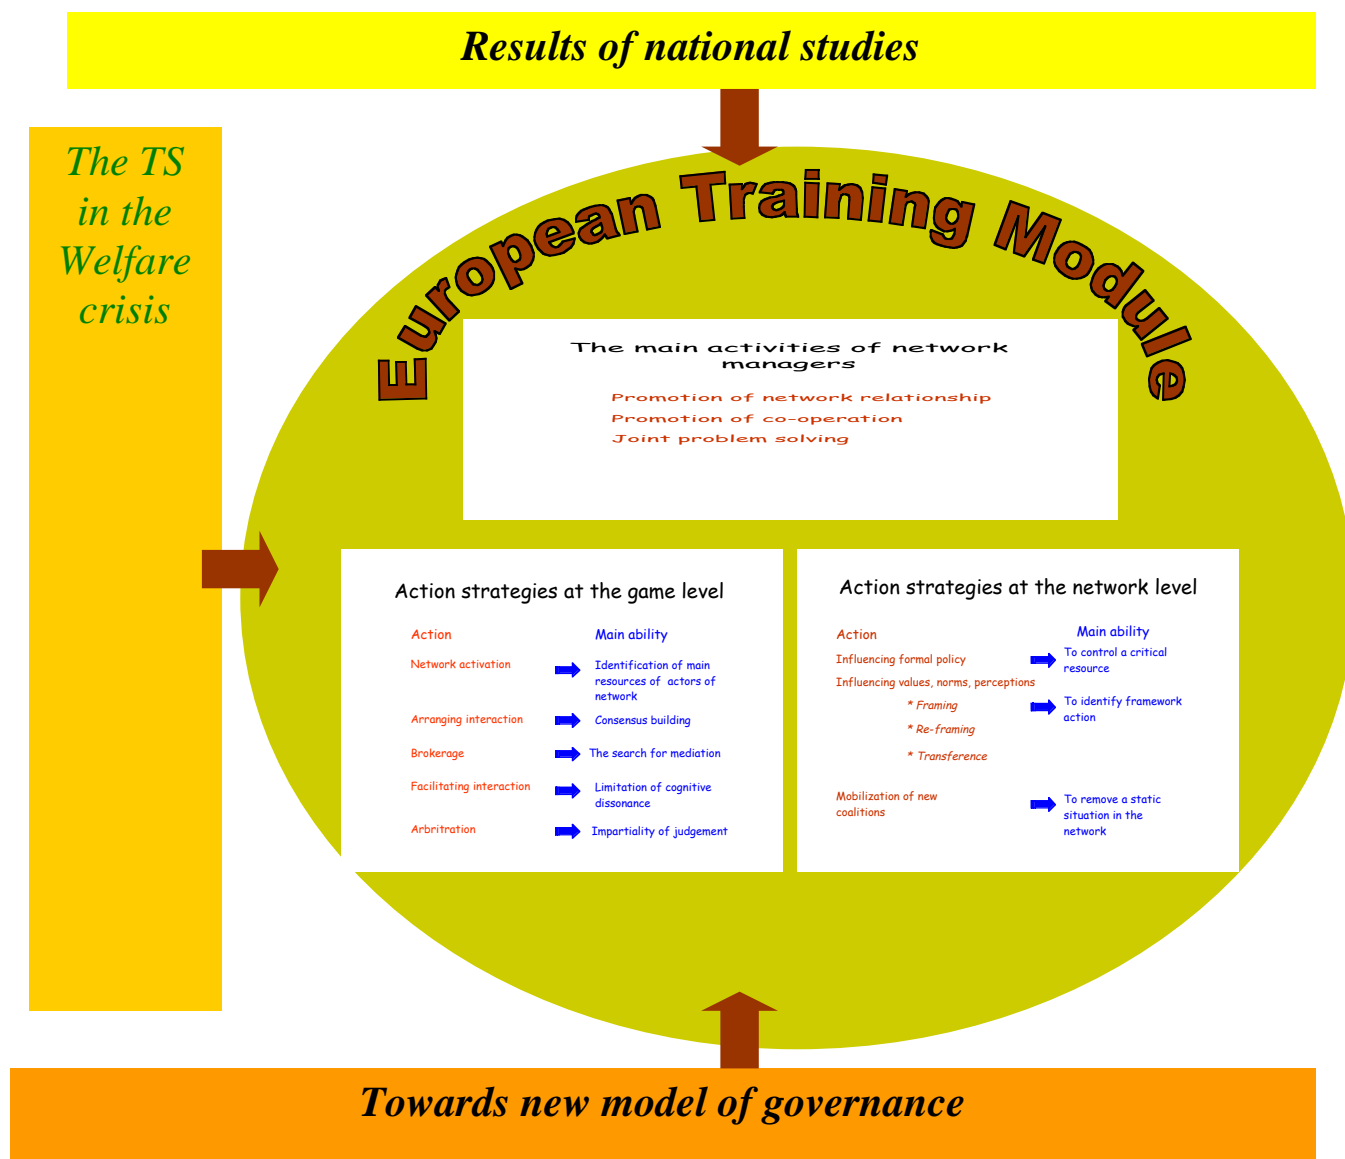 Results of national studies
The TS
in the
Welfare
crisis
European Training Module
The main activities of network
managers
Promotion of network relationship
Promotion of co-operation
Joint problem solving
Action strategies at the game level
Action Main ability
Network activation Identification of main
resources of actors of
network
Arranging interaction Consensus building
Brokerage The search for mediation
Facilitating interaction Limitation of cognitive
dissonance
Arbritration Impartiality of judgement
Action strategies at the network level
Action Main ability
Influencing formal policy To control a critical
resource
Influencing values, norms, perceptions
* Framing To identify framework
action
* Re-framing
* Transference
Mobilization of new To remove a static
coalitions situation in the
network
Towards new model of governance